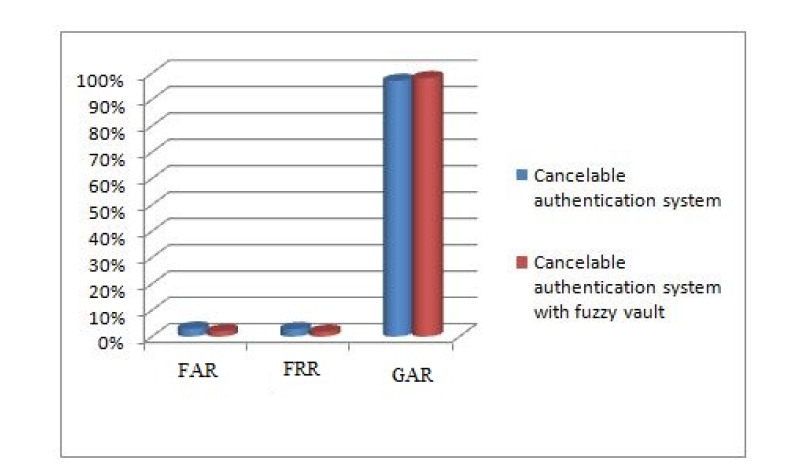 100%
90%
80%
70%
60%
50%
40%
30%
20%
10%
0%
FAR
FRR
GAR
Cancelable
authentication system
Cancelable
authentication system
with fuzzy vault